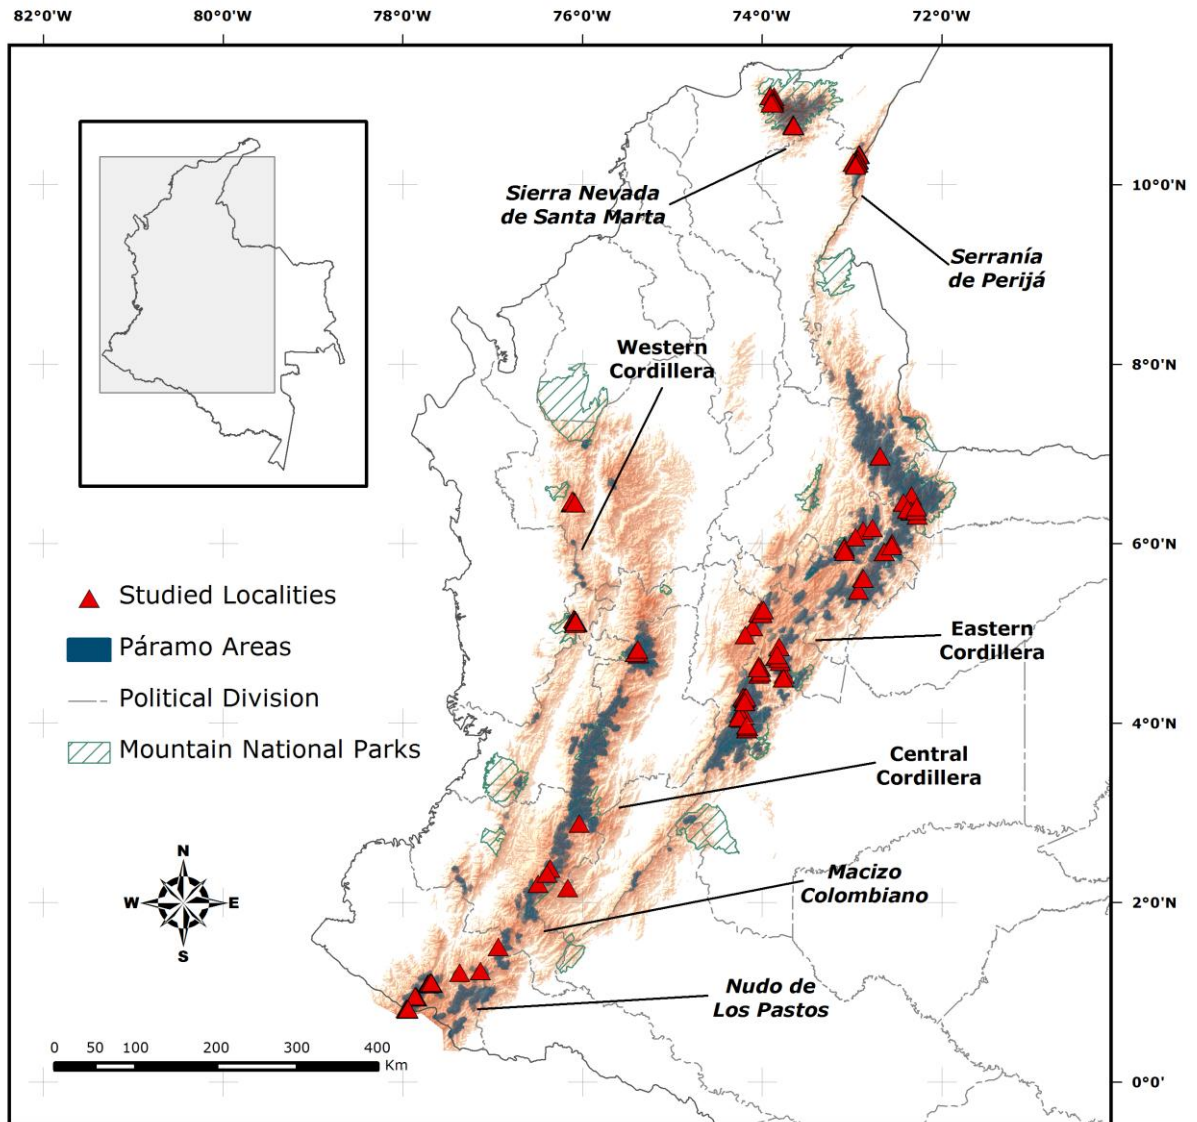 82°0'W 80°0'W 78°0'W 76°0'W 74°0'W 72°0'W
Sierra Nevada
de Santa Marta
10°0'N
Serranía
de Perijá
Western
Cordillera
8°0'N
6°0'N
Studied Localities
Páramo Areas
Political Division
Mountain National Parks
Eastern
Cordillera
4°0'N
Central
Cordillera
Macizo
Colombiano
2°0'N
N
W E
S
Nudo de
Los Pastos
0 50 100 200 300 400
Km
0°0'